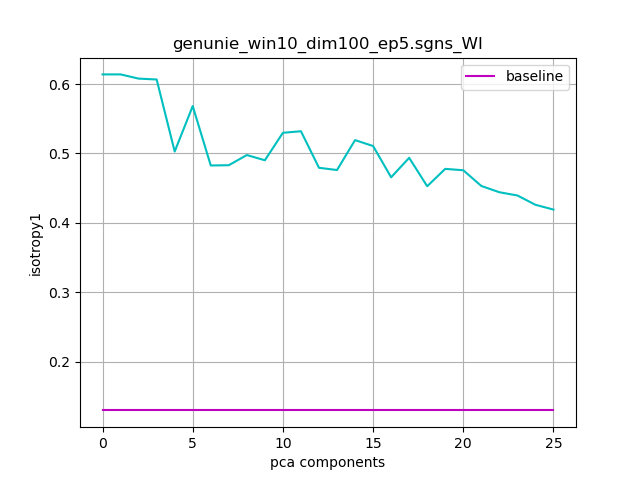 genunie_win10_dim100_ep5.sgns_WI
baseline
isotropy1
0.6
0.5
0.4
0.3
0.2
0 5 10 15 20 25
pca components